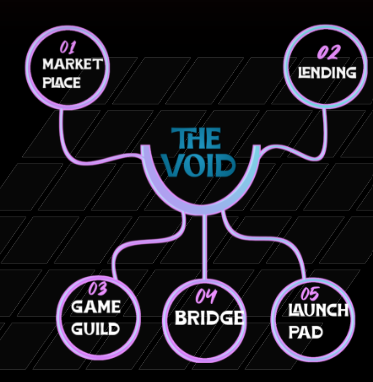 01
MARKET
PLACE
02
LENDING
THE
VOID
03
GAME
GUILD
04
BRIDGE
05
LAUNCH
PAD